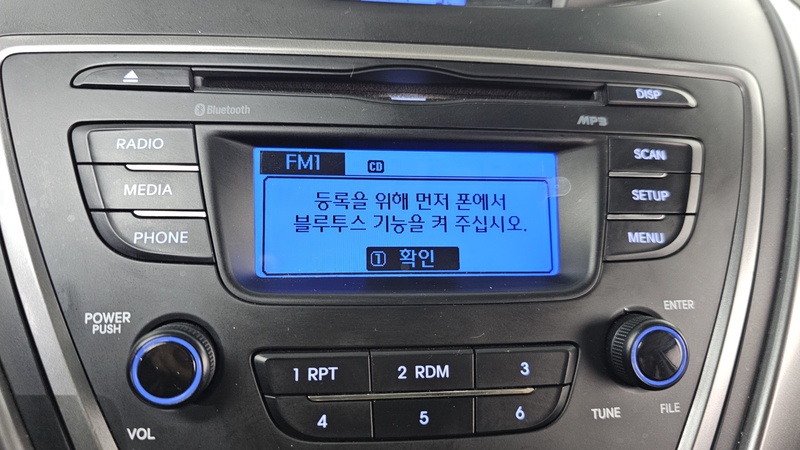 Bluetooth
DISP
MP3
RADIO
FM1
CD
SCAN
MEDIA
등록을 위해 먼저 폰에서
블루투스 기능을 켜 주십시오.
SETUP
PHONE
① 확인
MENU
POWER
PUSH
ENTER
1 RPT
2 RDM
3
4
5
6
VOL
TUNE
FILE